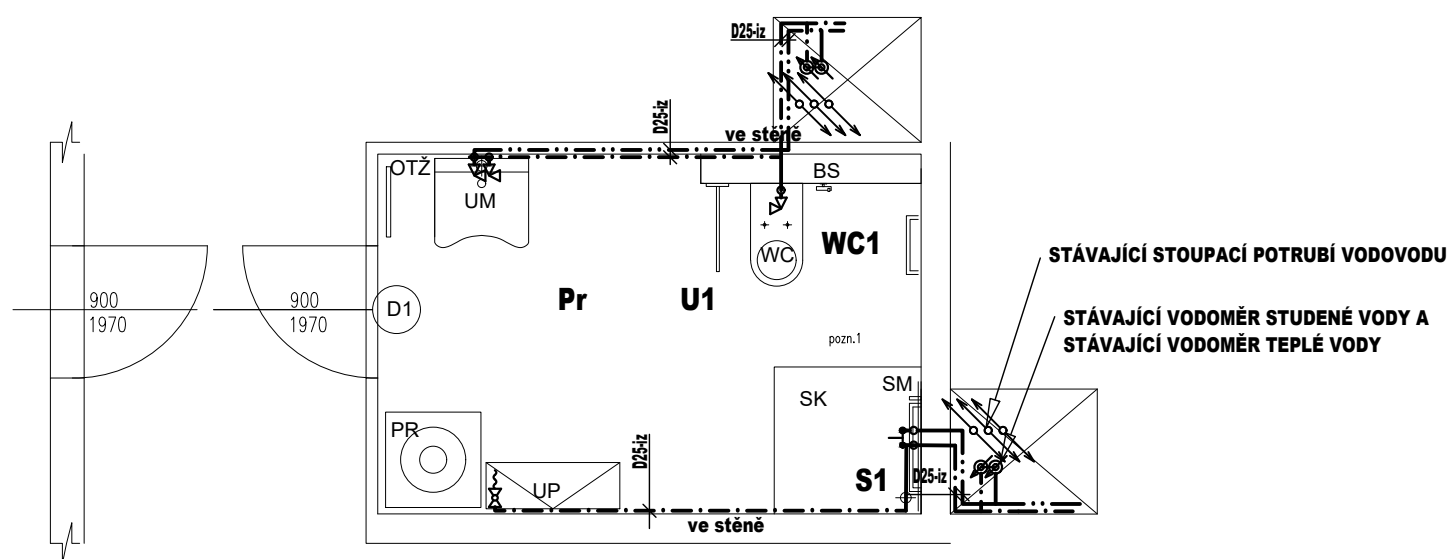 D25-iz
D25-iz
ve stěně
OTŽ
UM
BS
WC
WC1
STÁVAJÍCÍ STOUPACÍ POTRUBÍ VODOVODU
900
1970
900
1970
D1
Pr
U1
STÁVAJÍCÍ VODOMĚR STUDENÉ VODY A
STÁVAJÍCÍ VODOMĚR TEPLÉ VODY
pozn.1
SM
SK
PR
D25-iz
UP
S1
D25-iz
ve stěně